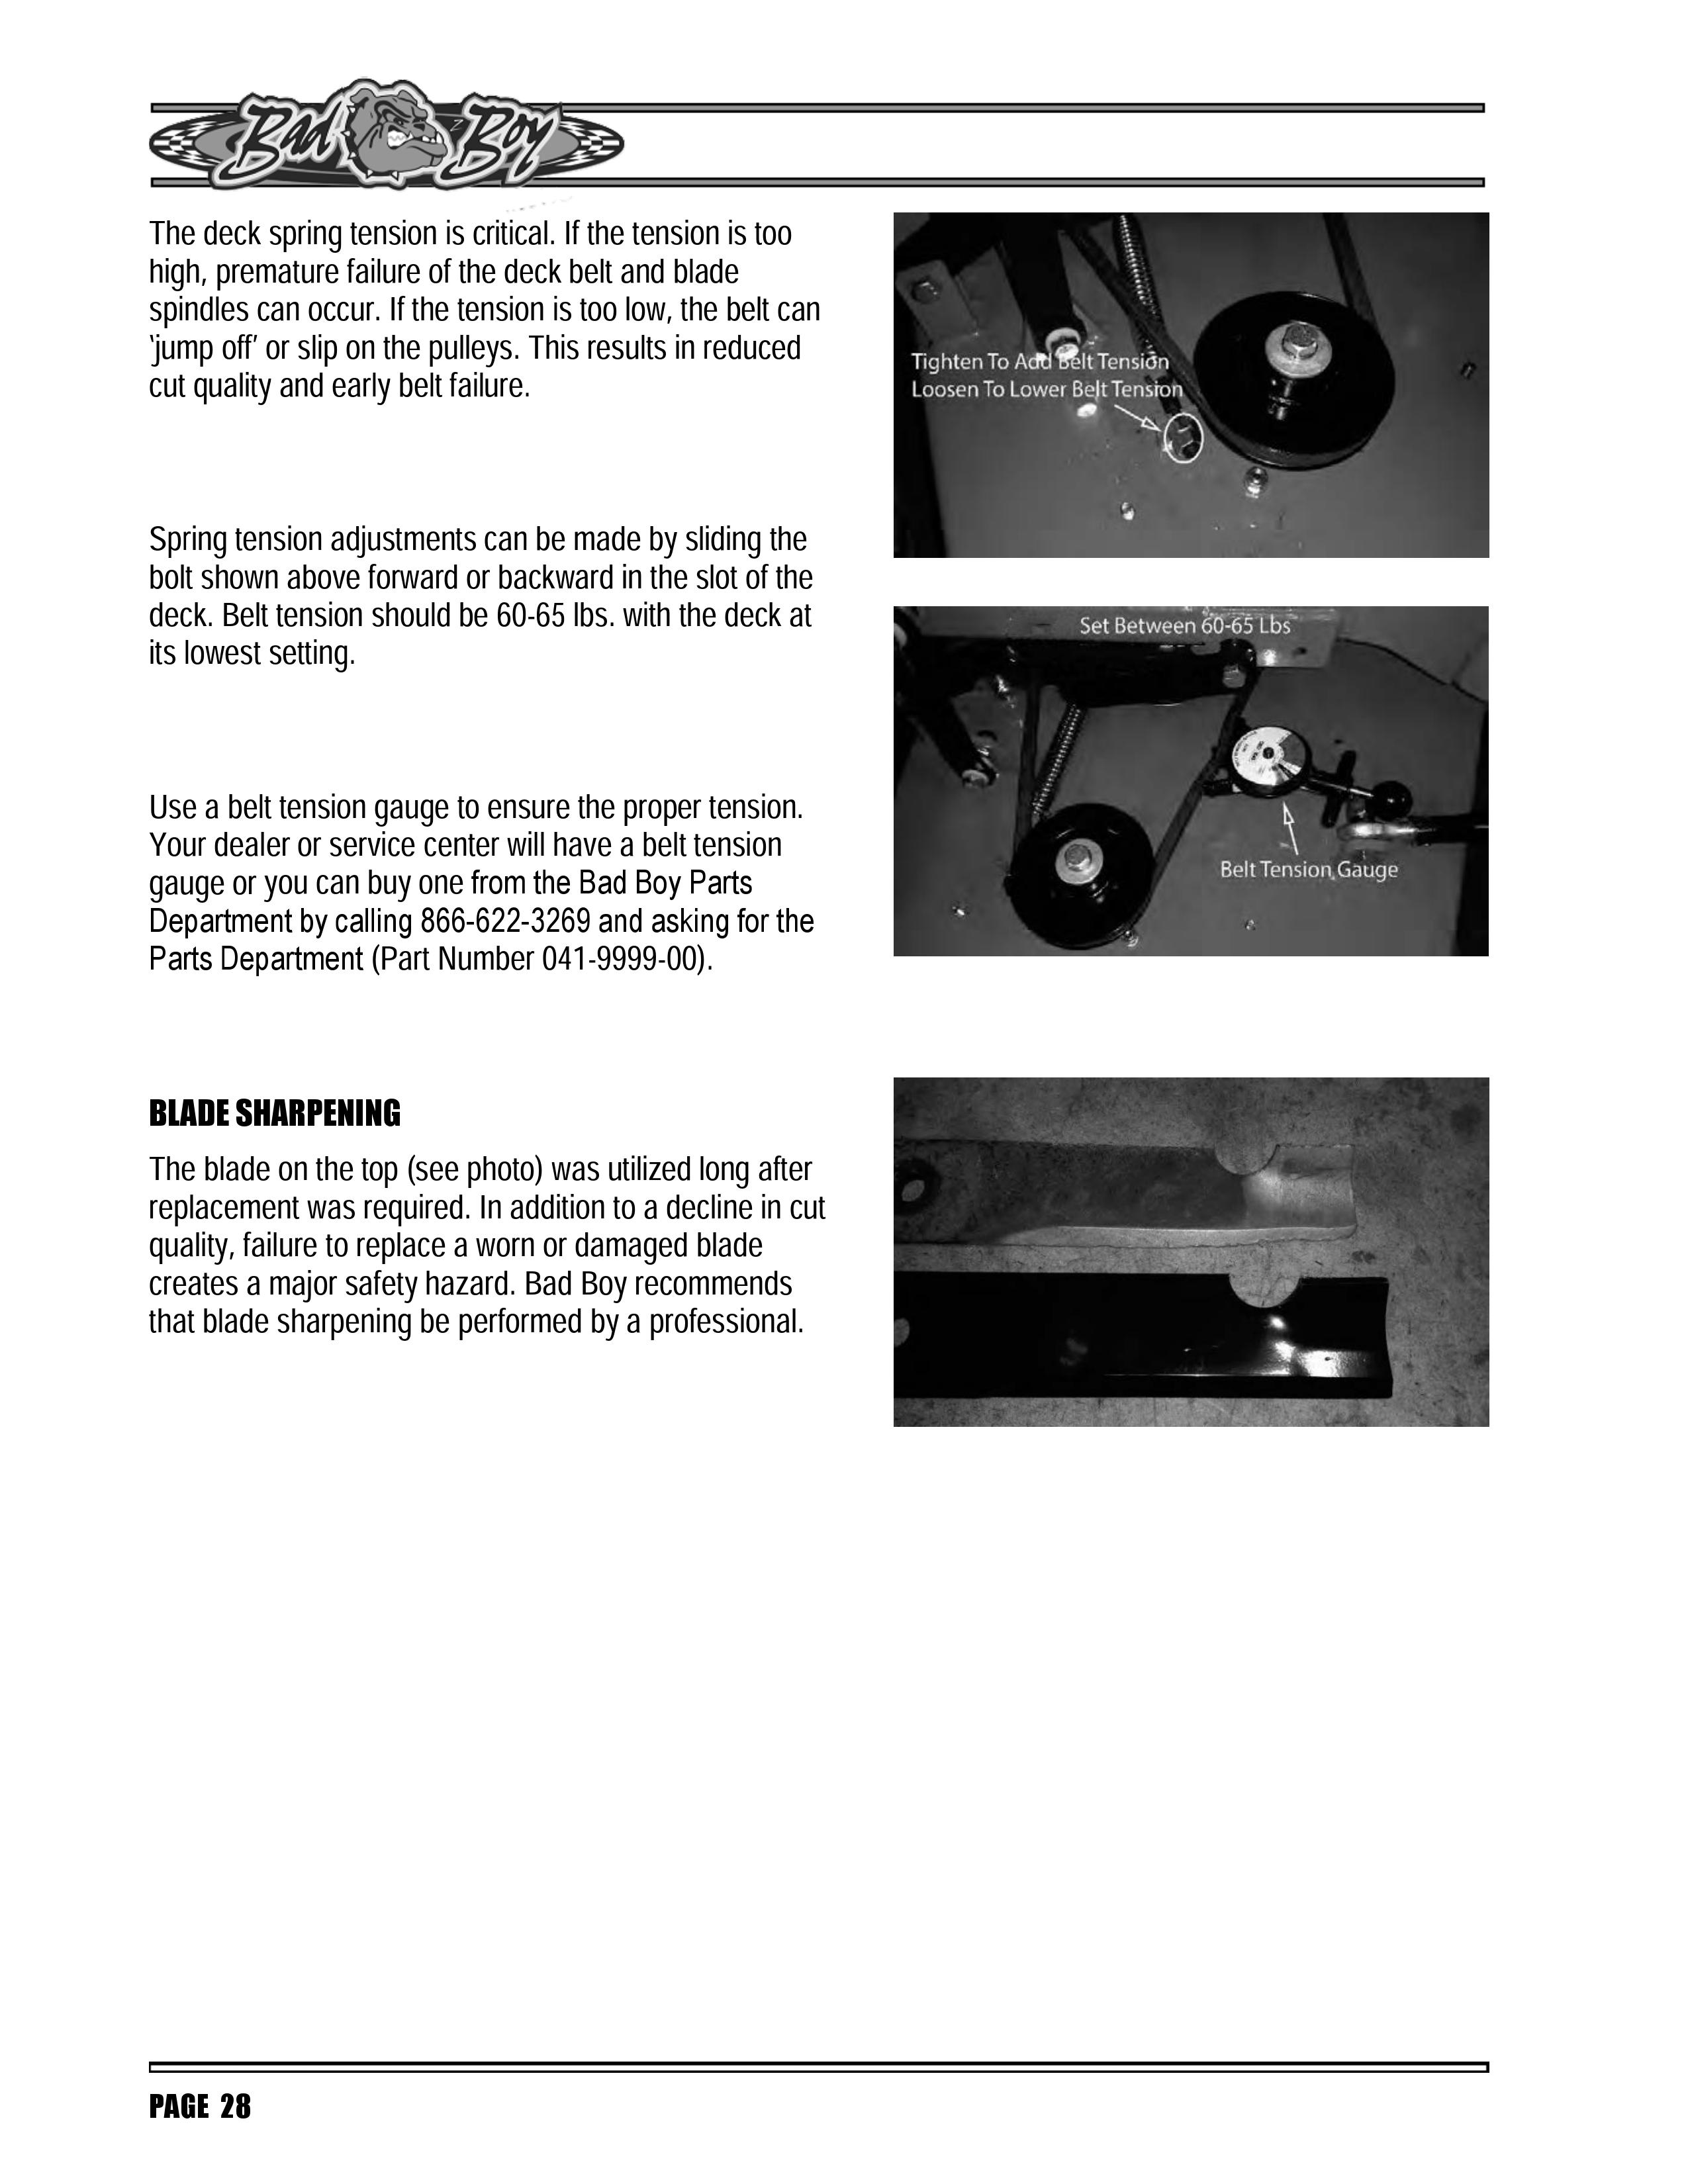 Bad Boy
Z
The deck spring tension is critical. If the tension is too
high, premature failure of the deck belt and blade
spindles can occur. If the tension is too low, the belt can
‘jump off’ or slip on the pulleys. This results in reduced
cut quality and early belt failure.
Tighten To Add Belt Tension
Loosen To Lower Belt Tension
Spring tension adjustments can be made by sliding the
bolt shown above forward or backward in the slot of the
deck. Belt tension should be 60-65 lbs. with the deck at
its lowest setting.
Set Between 60-65 Lbs
Belt Tension Gauge
Use a belt tension gauge to ensure the proper tension.
Your dealer or service center will have a belt tension
gauge or you can buy one from the Bad Boy Parts
Department by calling 866-622-3269 and asking for the
Parts Department (Part Number 041-9999-00).
BLADE SHARPENING
The blade on the top (see photo) was utilized long after
replacement was required. In addition to a decline in cut
quality, failure to replace a worn or damaged blade
creates a major safety hazard. Bad Boy recommends
that blade sharpening be performed by a professional.
PAGE 28